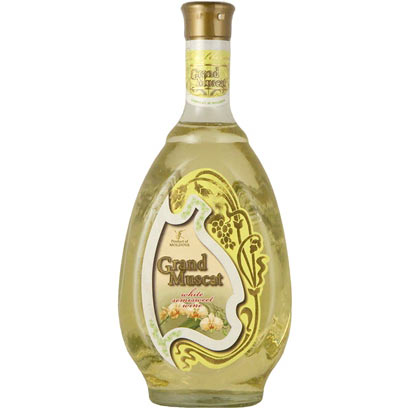 Grand
Muscat
Product of
MOLDOVA
Grand
Muscat
white
semisweet
wine